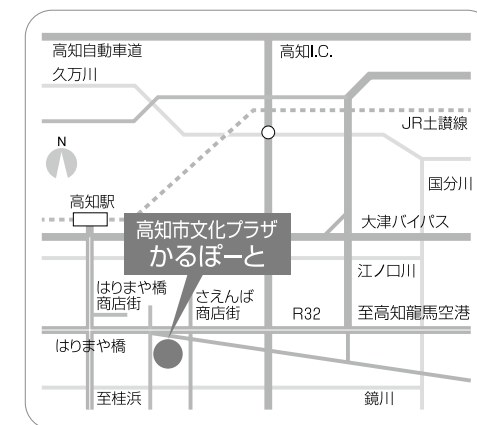 高知自動車道
高知I.C.
久万川
JR土讃線
N
国分川
高知駅
大津バイパス
高知市文化プラザ
かるぽーと
江ノ口川
はりまや橋
商店街
さえんば
商店街
R32
至高知龍馬空港
はりまや橋
至桂浜
鏡川